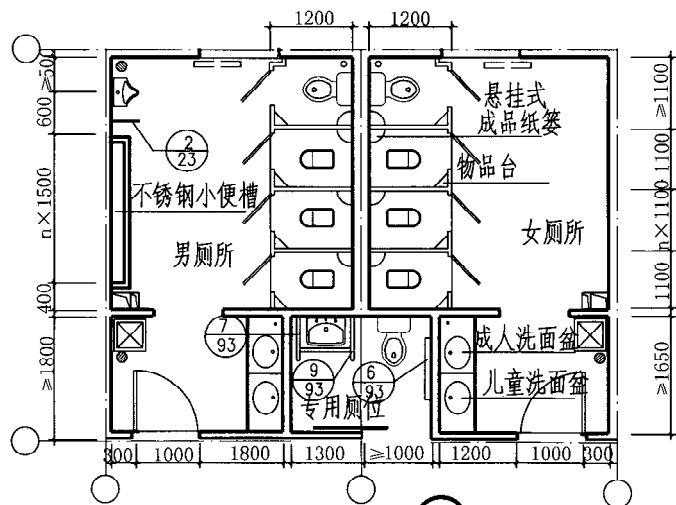 1200
1200
≥50
600
n×1500
400
≥1800
≥1100
1100
n×1100
1100
≥1650
悬挂式
成品纸篓
2
23
物品台
不锈钢小便槽
男厕所
女厕所
7
93
成人洗面盆
9
93
6
93
儿童洗面盆
专用厕位
300
1000
1800
1300
≥1000
1200
1000
300